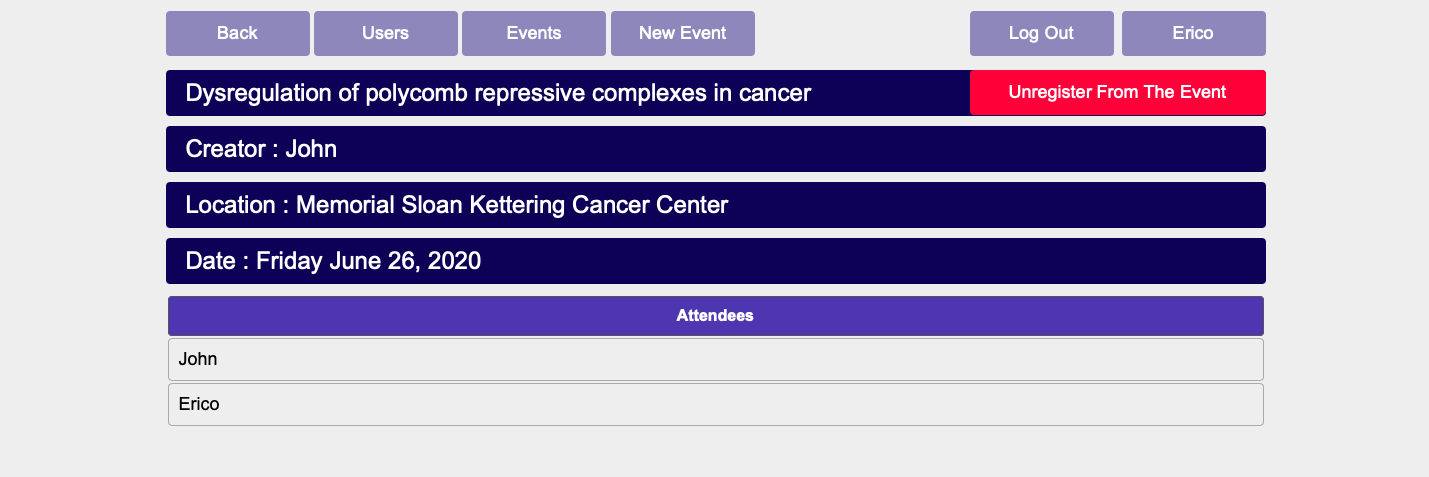 Back Users Events New Event Log Out Erico
Dysregulation of polycomb repressive complexes in cancer Unregister From The Event
Creator : John
Location : Memorial Sloan Kettering Cancer Center
Date : Friday June 26, 2020
Attendees
John
Erico